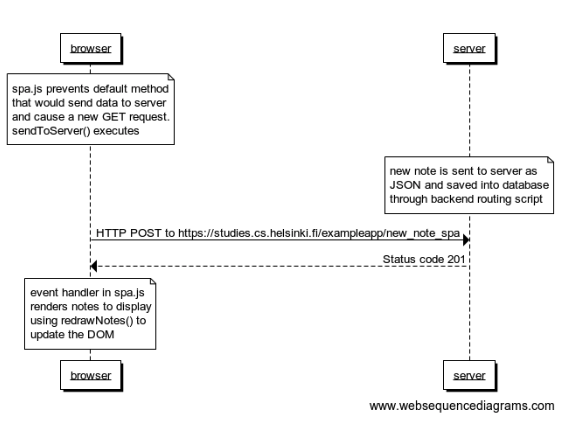 browser
server
spa.js prevents default method
that would send data to server
and cause a new GET request.
sendToServer() executes
new note is sent to server as
JSON and saved into database
through backend routing script
HTTP POST to https://studies.cs.helsinki.fi/exampleapp/new_note_spa
Status code 201
event handler in spa.js
renders notes to display
using redrawNotes() to
update the DOM
browser
server
www.websequencediagrams.com